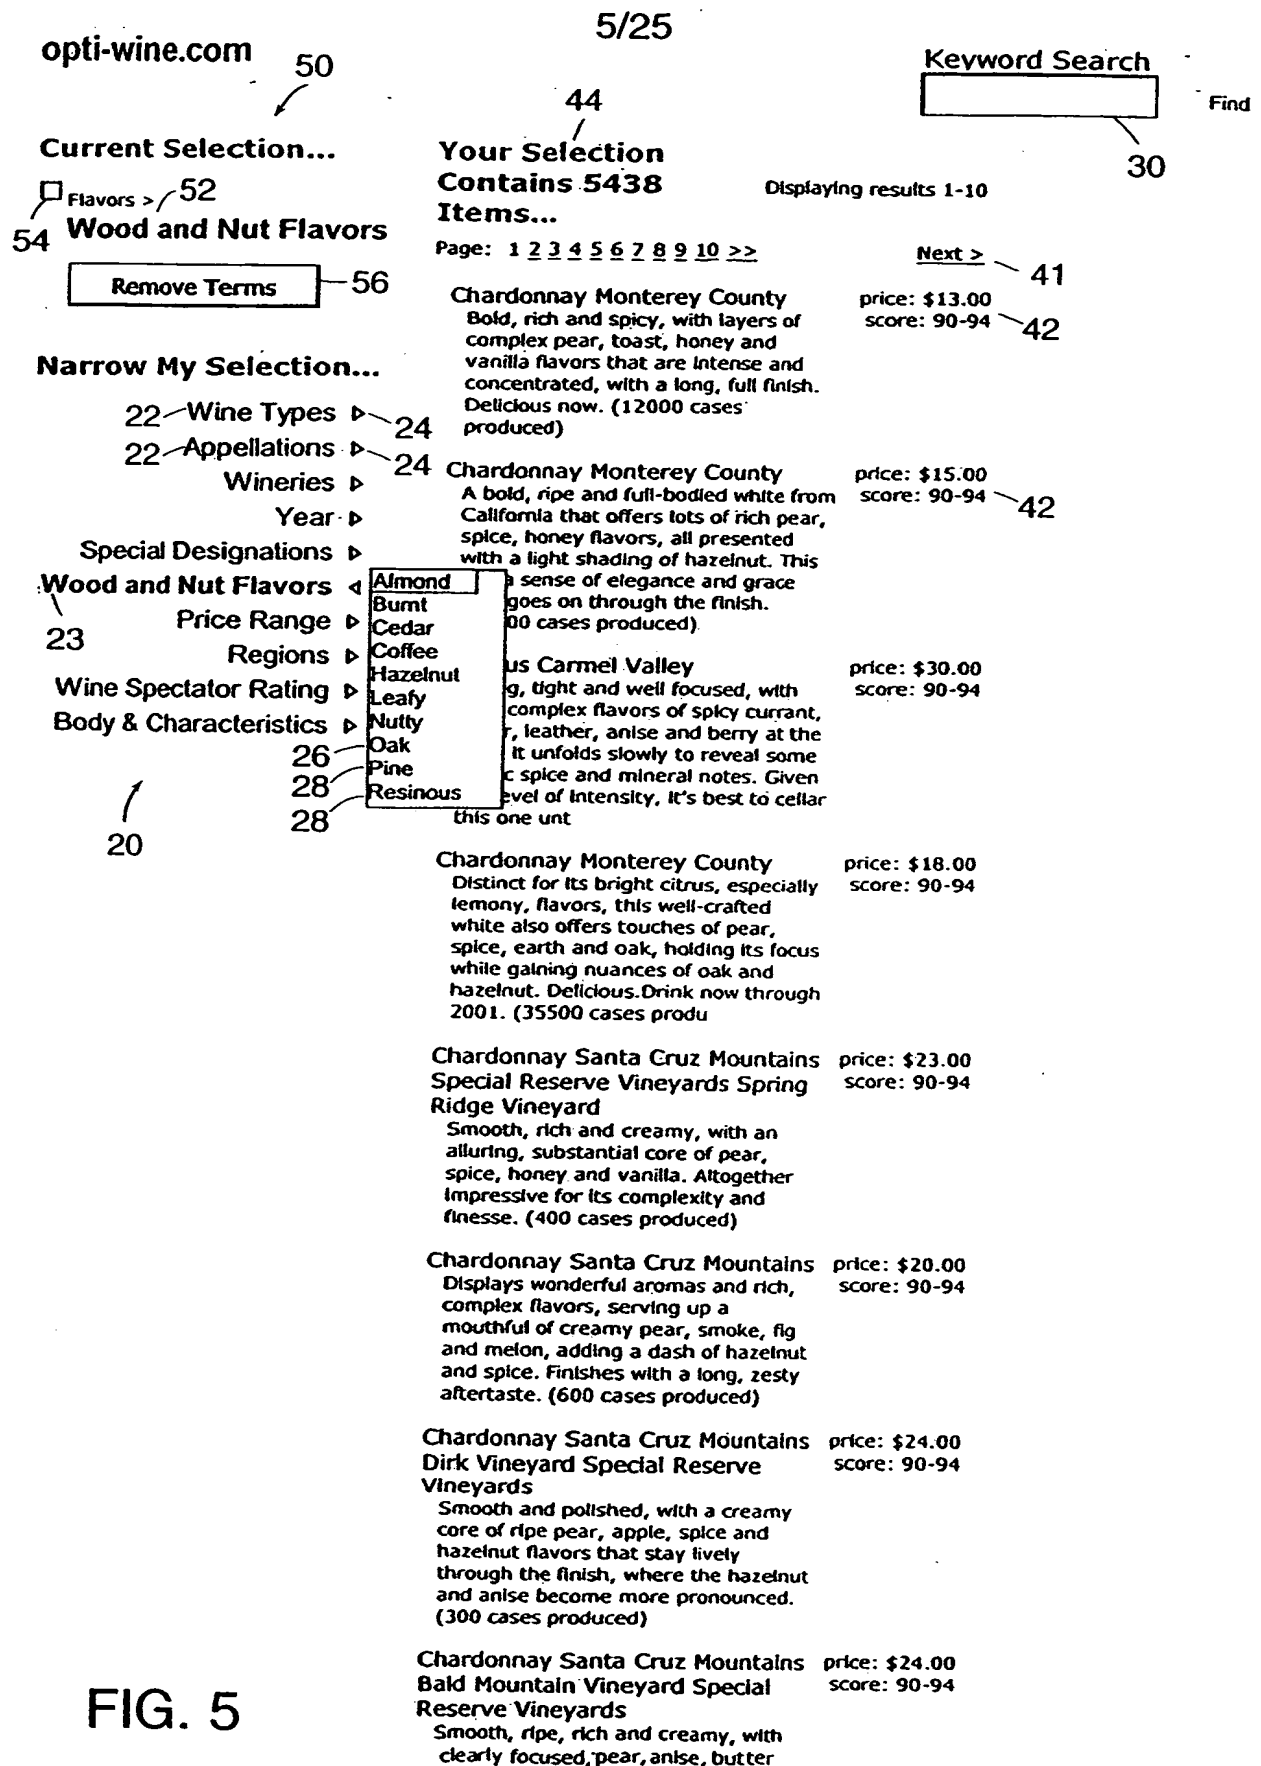 5/25
opti-wine.com
50
Keyword Search
Find
30
44
Current Selection...
54
Flavors >
52
Wood and Nut Flavors
Remove Terms
56
Narrow My Selection...
22 Wine Types 24
22 Appellations 24
Wineries
Year
Special Designations
Wood and Nut Flavors
23
Price Range
Regions
Wine Spectator Rating
Body & Characteristics
20
Almond
Burnt
Cedar
Coffee
Hazelnut
Leafy
Nutty
26 Oak
28 Pine
28 Resinous
Your Selection
Contains 5438
Items...
Displaying results 1-10
Page: 1 2 3 4 5 6 7 8 9 10 >>
Next >
41
Chardonnay Monterey County price: $13.00
Bold, rich and spicy, with layers of score: 90-94 42
complex pear, toast, honey and
vanilla flavors that are intense and
concentrated, with a long, full finish.
Delicious now. (12000 cases
produced)
Chardonnay Monterey County price: $15.00
A bold, ripe and full-bodied white from score: 90-94 42
California that offers lots of rich pear,
spice, honey flavors, all presented
with a light shading of hazelnut. This
a sense of elegance and grace
goes on through the finish.
00 cases produced)
us Carmel Valley price: $30.00
g, tight and well focused, with score: 90-94
complex flavors of spicy currant,
r, leather, anise and berry at the
it unfolds slowly to reveal some
c spice and mineral notes. Given
evel of intensity, it's best to cellar
this one unt
Chardonnay Monterey County price: $18.00
Distinct for its bright citrus, especially score: 90-94
lemony, flavors, this well-crafted
white also offers touches of pear,
spice, earth and oak, holding its focus
while gaining nuances of oak and
hazelnut. Delicious.Drink now through
2001. (35500 cases produ
Chardonnay Santa Cruz Mountains price: $23.00
Special Reserve Vineyards Spring score: 90-94
Ridge Vineyard
Smooth, rich and creamy, with an
alluring, substantial core of pear,
spice, honey and vanilla. Altogether
impressive for its complexity and
finesse. (400 cases produced)
Chardonnay Santa Cruz Mountains price: $20.00
Displays wonderful aromas and rich, score: 90-94
complex flavors, serving up a
mouthful of creamy pear, smoke, fig
and melon, adding a dash of hazelnut
and spice. Finishes with a long, zesty
aftertaste. (600 cases produced)
Chardonnay Santa Cruz Mountains price: $24.00
Dirk Vineyard Special Reserve score: 90-94
Vineyards
Smooth and polished, with a creamy
core of ripe pear, apple, spice and
hazelnut flavors that stay lively
through the finish, where the hazelnut
and anise become more pronounced.
(300 cases produced)
Chardonnay Santa Cruz Mountains price: $24.00
Bald Mountain Vineyard Special score: 90-94
Reserve Vineyards
Smooth, ripe, rich and creamy, with
clearly focused, pear, anise, butter
FIG. 5